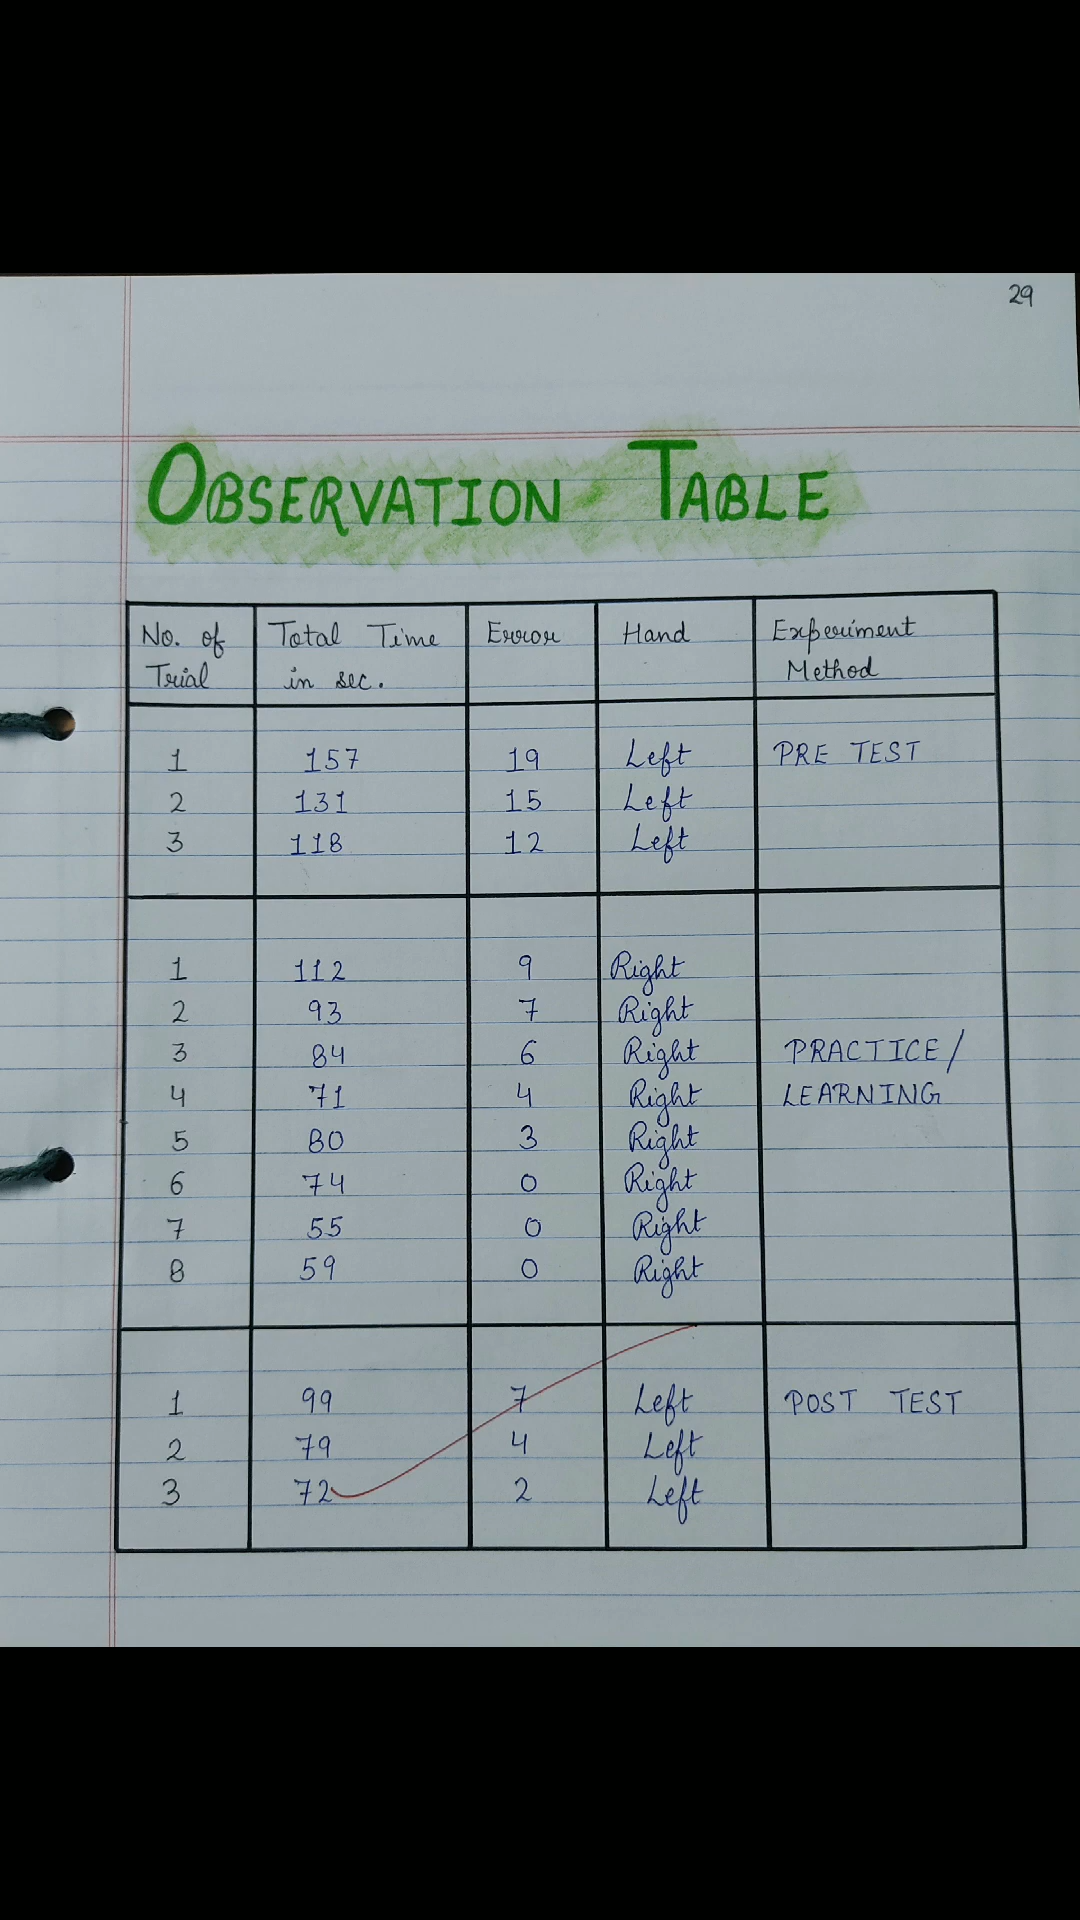 29
OBSERVATION TABLE
No. of Trial | Total Time in sec. | Error | Hand | Experiment Method
1 | 157 | 19 | Left | PRE TEST
2 | 131 | 15 | Left
3 | 118 | 12 | Left
1 | 112 | 9 | Right
2 | 93 | 7 | Right
3 | 84 | 6 | Right | PRACTICE/
4 | 71 | 4 | Right | LEARNING
5 | 80 | 3 | Right
6 | 74 | 0 | Right
7 | 55 | 0 | Right
8 | 59 | 0 | Right
1 | 99 | 7 | Left | POST TEST
2 | 79 | 4 | Left
3 | 72 | 2 | Left